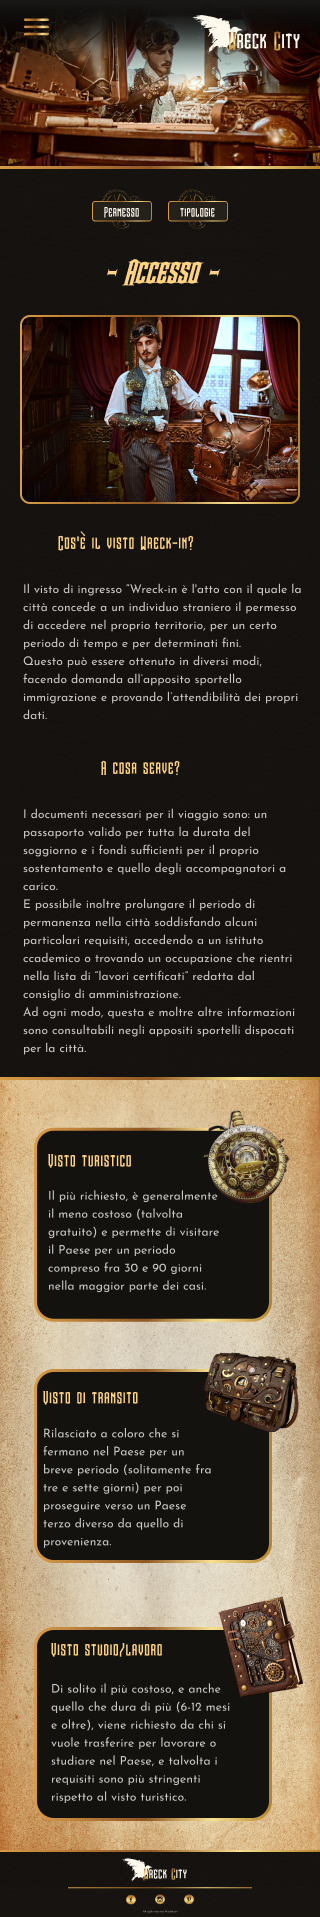 Wreck City
Permesso
tipologie
- Accesso -
Cos'è il visto Wreck-in?
Il visto di ingresso “Wreck-in è l'atto con il quale la
città concede a un individuo straniero il permesso
di accedere nel proprio territorio, per un certo
periodo di tempo e per determinati fini.
Questo può essere ottenuto in diversi modi,
facendo domanda all’apposito sportello
immigrazione e provando l’attendibilità dei propri
dati.
A cosa serve?
I documenti necessari per il viaggio sono: un
passaporto valido per tutta la durata del
soggiorno e i fondi sufficienti per il proprio
sostentamento e quello degli accompagnatori a
carico.
E possibile inoltre prolungare il periodo di
permanenza nella città soddisfando alcuni
particolari requisiti, accedendo a un istituto
ccademico o trovando un occupazione che rientri
nella lista di “lavori certificati” redatta dal
consiglio di amministrazione.
Ad ogni modo, questa e moltre altre informazioni
sono consultabili negli appositi sportelli dispocati
per la città.
Visto turistico
Il più richiesto, è generalmente
il meno costoso (talvolta
gratuito) e permette di visitare
il Paese per un periodo
compreso fra 30 e 90 giorni
nella maggior parte dei casi.
Visto di transito
Rilasciato a coloro che si
fermano nel Paese per un
breve periodo (solitamente fra
tre e sette giorni) per poi
proseguire verso un Paese
terzo diverso da quello di
provenienza.
Visto studio/lavoro
Di solito il più costoso, e anche
quello che dura di più (6-12 mesi
e oltre), viene richiesto da chi si
vuole trasferire per lavorare o
studiare nel Paese, e talvolta i
requisiti sono più stringenti
rispetto al visto turistico.
Wreck City